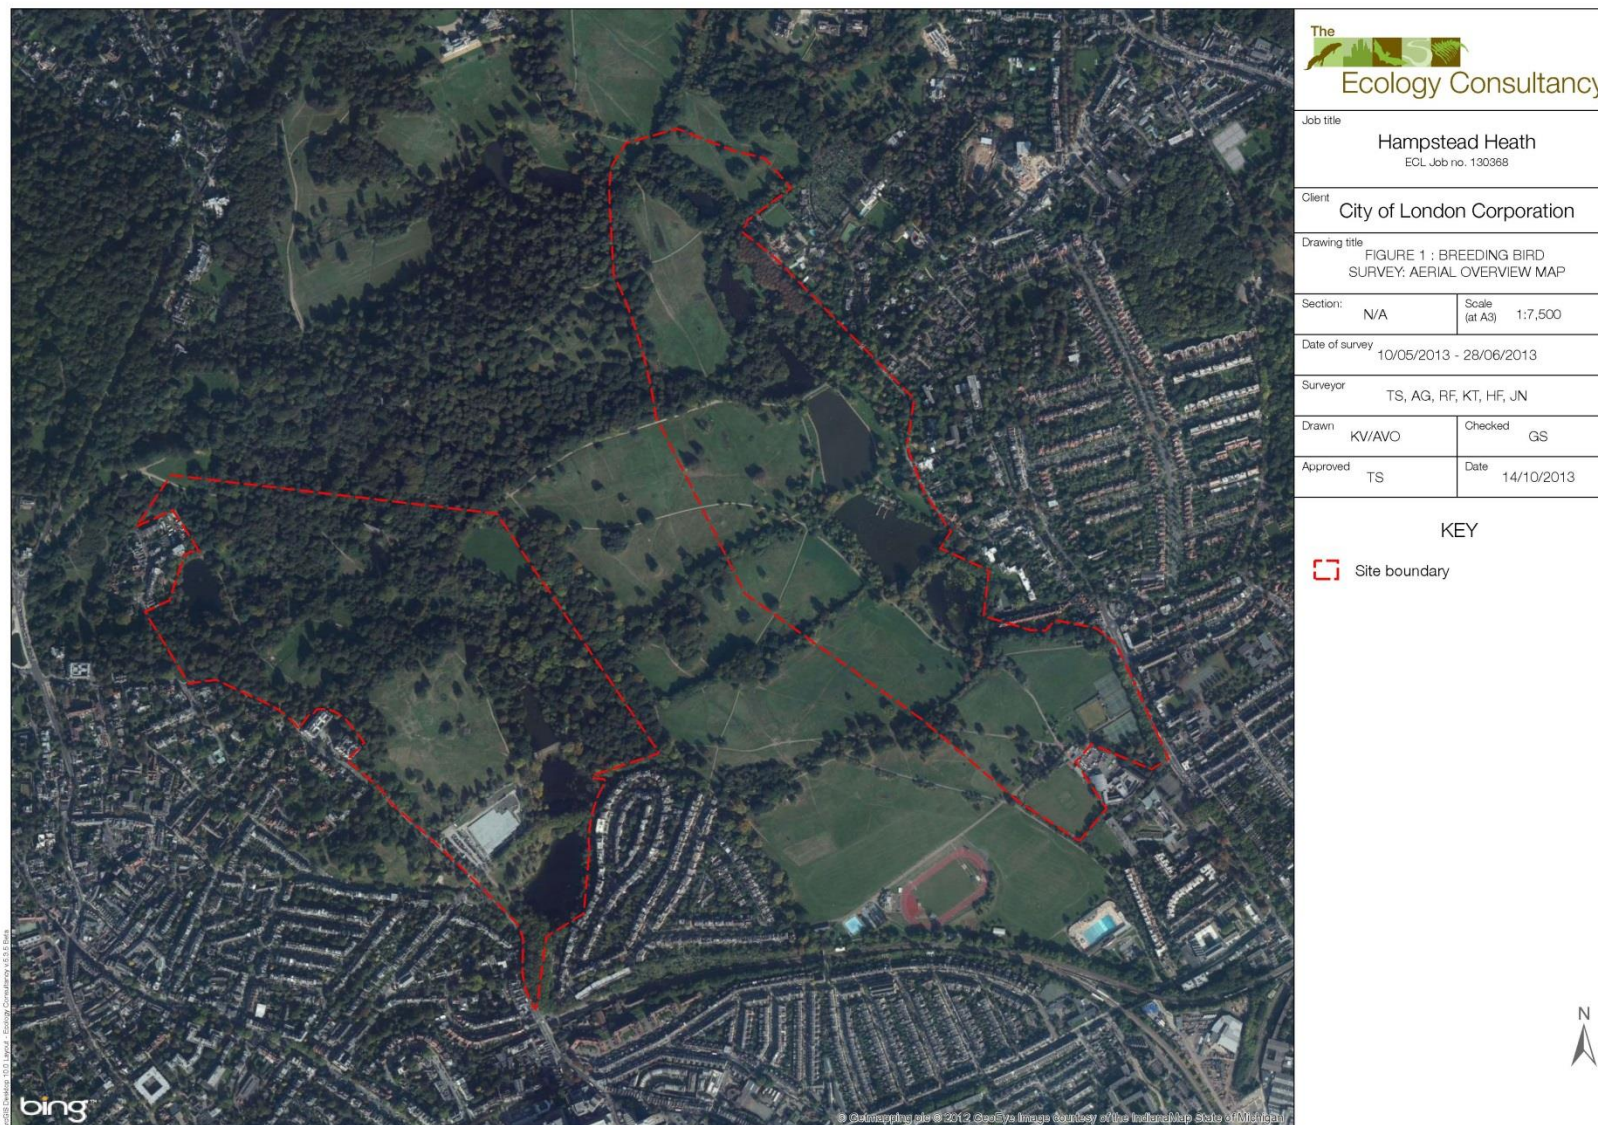 The
Ecology Consultancy
Job title
Hampstead Heath
ECL Job no. 130368
Client
City of London Corporation
Drawing title
FIGURE 1 : BREEDING BIRD
SURVEY: AERIAL OVERVIEW MAP
Section:
N/A
Scale
(at A3) 1:7,500
Date of survey
10/05/2013 - 28/06/2013
Surveyor
TS, AG, RF, KT, HF, JN
Drawn
KV/AVO
Checked
GS
Approved
TS
Date
14/10/2013
KEY
Site boundary
N
bing
© Getmapping plc © 2012 GeoEye Image courtesy of the IndianaMap State of Michigan